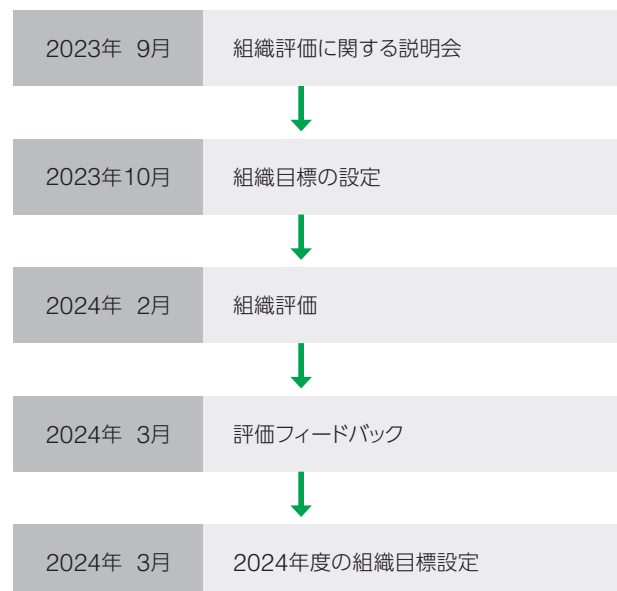 2023年 9月 組織評価に関する説明会
2023年10月 組織目標の設定
2024年 2月 組織評価
2024年 3月 評価フィードバック
2024年 3月 2024年度の組織目標設定